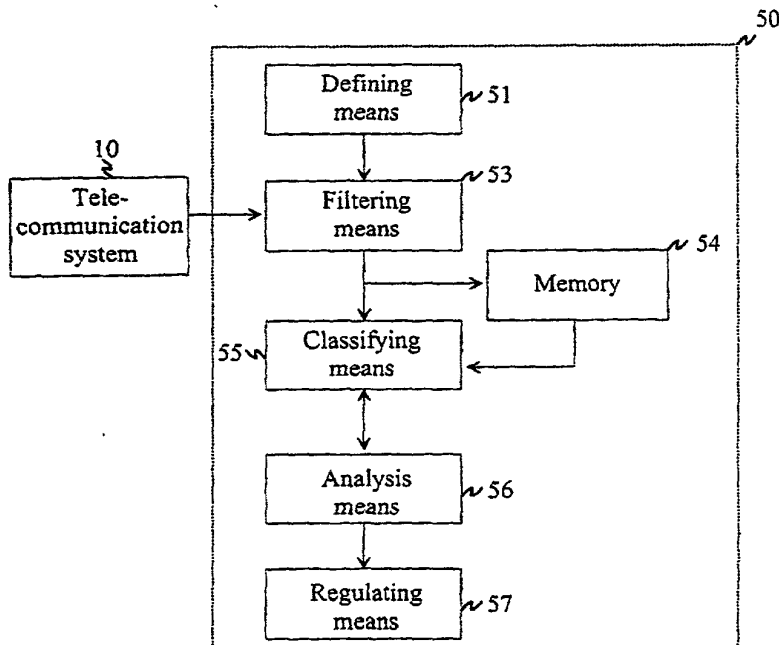 50
Defining
means
51
10
Tele-
communication
system
53
Filtering
means
54
Memory
55
Classifying
means
Analysis
means
56
Regulating
means
57